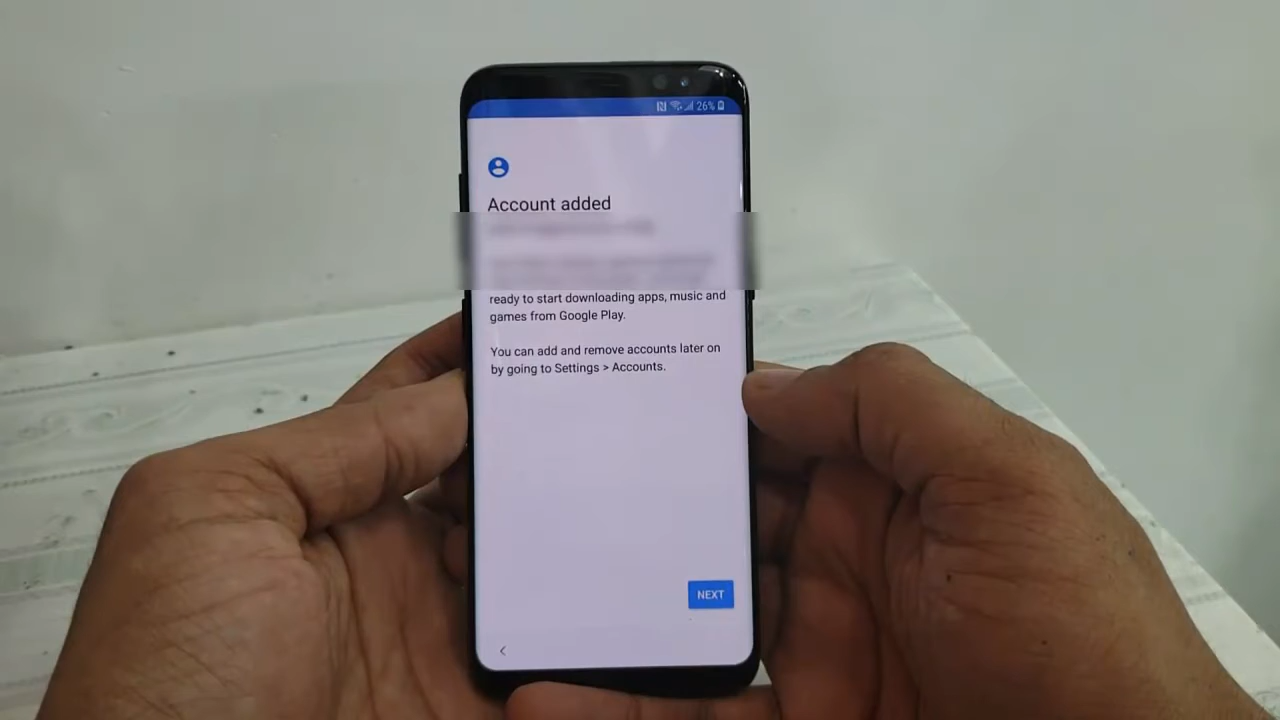 26%
Account added
ready to start downloading apps, music and
games from Google Play.
You can add and remove accounts later on
by going to Settings > Accounts.
NEXT